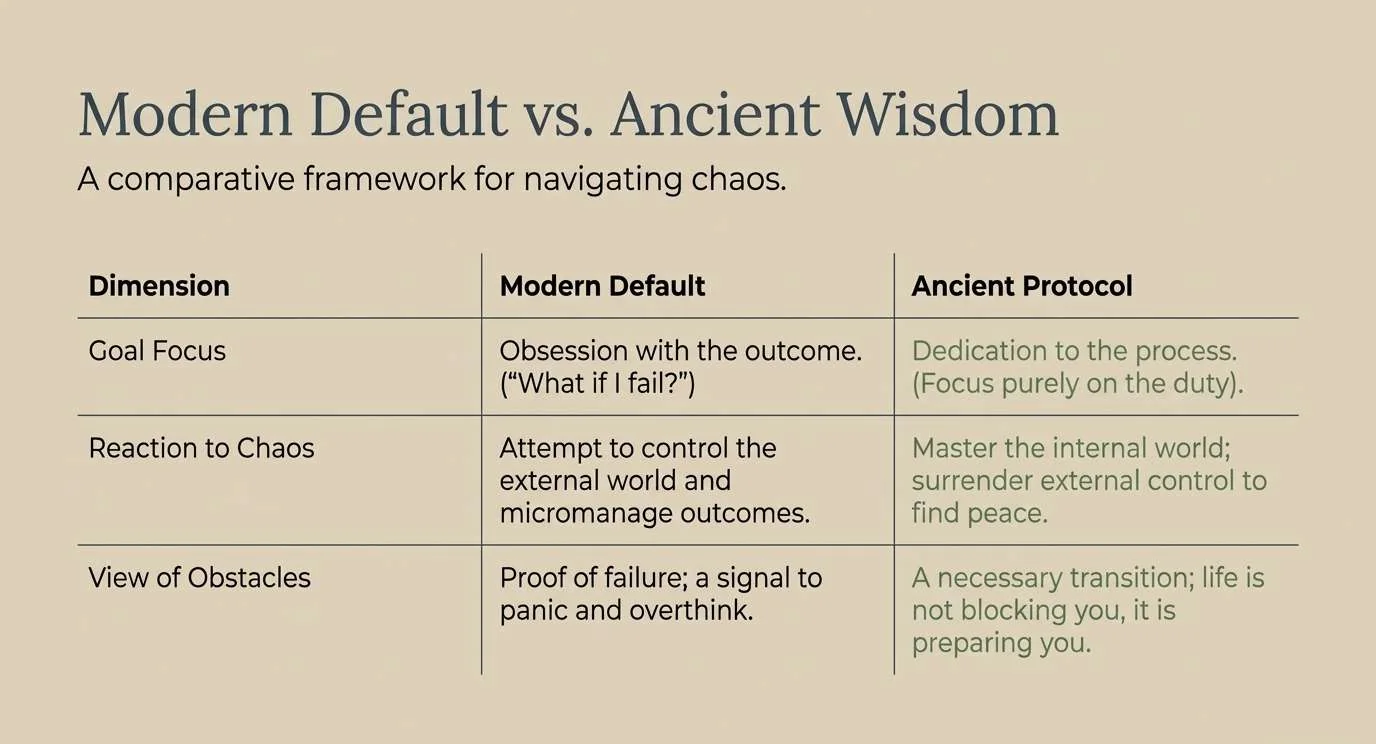 Modern Default vs. Ancient Wisdom
A comparative framework for navigating chaos.
Dimension
Modern Default
Ancient Protocol
Goal Focus
Obsession with the outcome.
(“What if I fail?”)
Dedication to the process.
(Focus purely on the duty).
Reaction to Chaos
Attempt to control the
external world and
micromanage outcomes.
Master the internal world;
surrender external control to
find peace.
View of Obstacles
Proof of failure; a signal to
panic and overthink.
A necessary transition; life is
not blocking you, it is
preparing you.